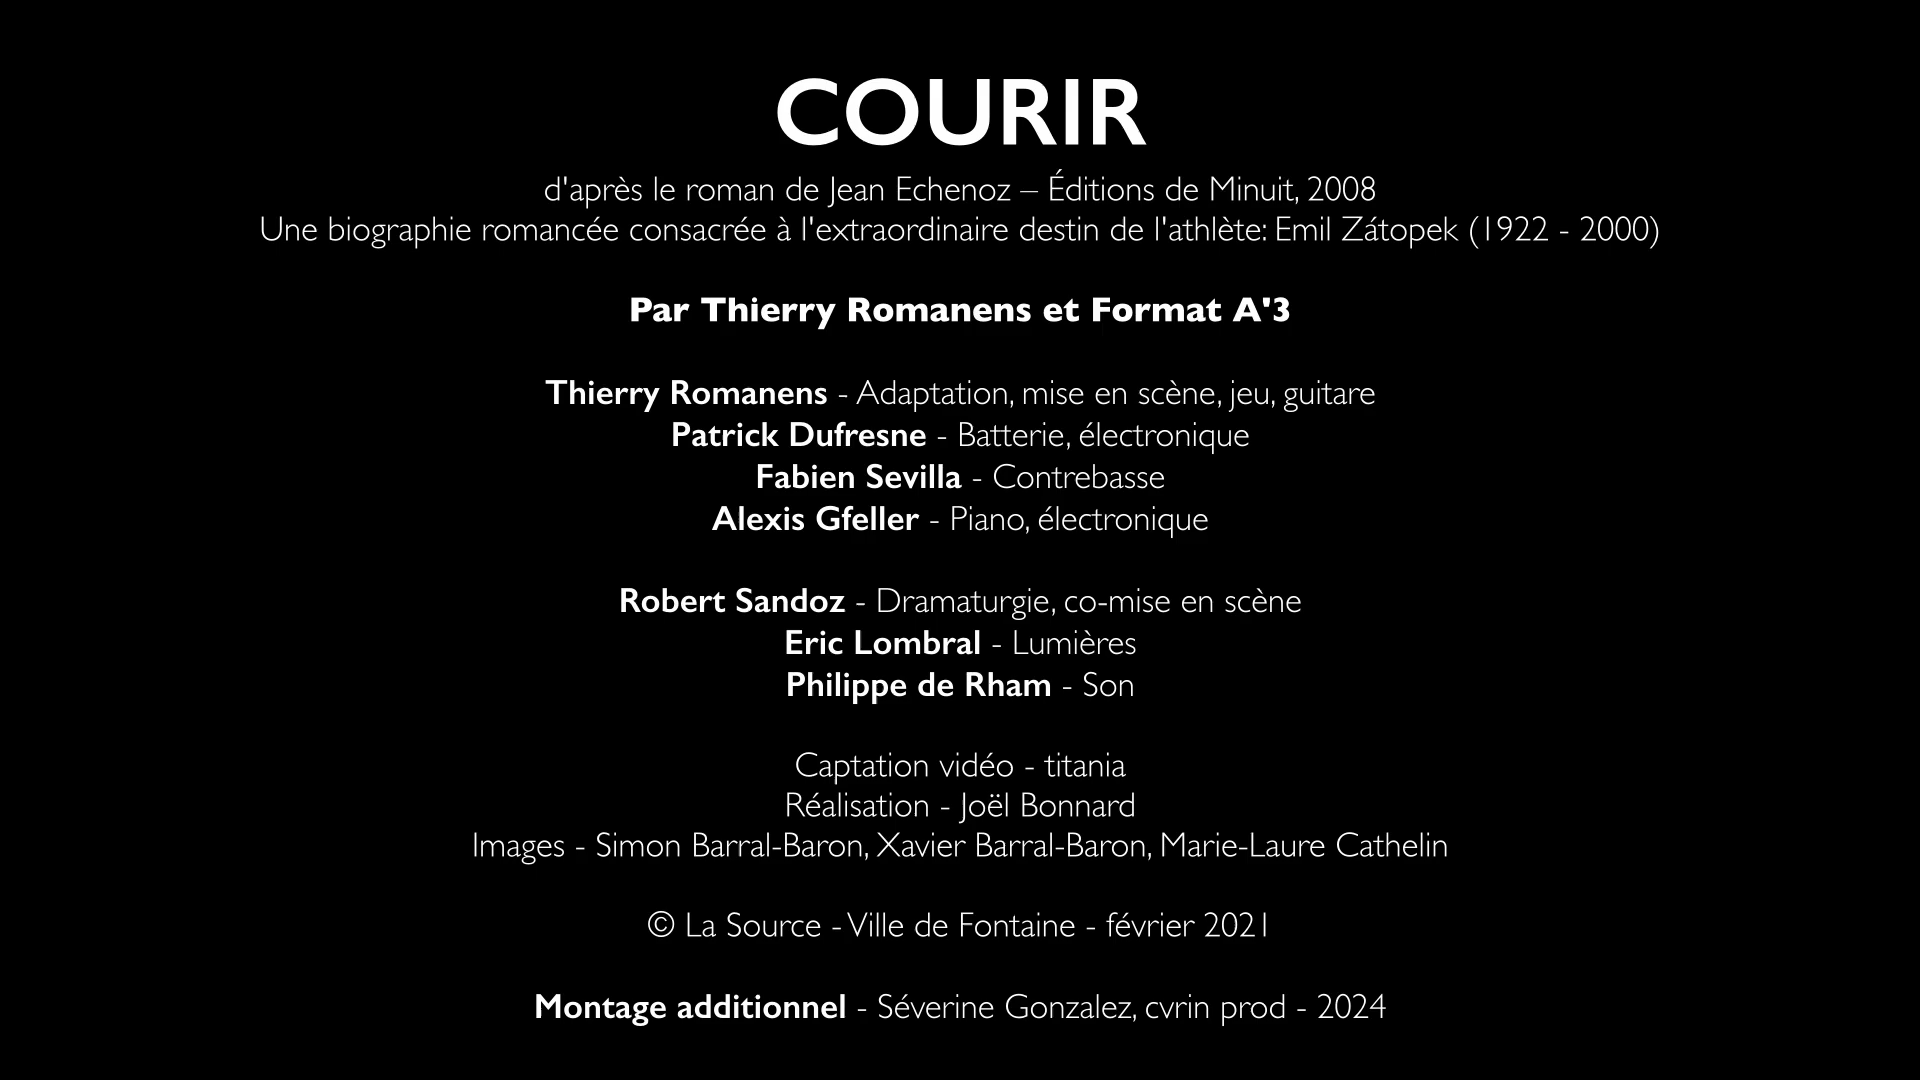 COURIR
d'après le roman de Jean Echenoz – Éditions de Minuit, 2008
Une biographie romancée consacrée à l'extraordinaire destin de l'athlète: Emil Zátopek (1922 - 2000)
Par Thierry Romanens et Format A'3
Thierry Romanens - Adaptation, mise en scène, jeu, guitare
Patrick Dufresne - Batterie, électronique
Fabien Sevilla - Contrebasse
Alexis Gfeller - Piano, électronique
Robert Sandoz - Dramaturgie, co-mise en scène
Eric Lombral - Lumières
Philippe de Rham - Son
Captation vidéo - titania
Réalisation - Joël Bonnard
Images - Simon Barral-Baron, Xavier Barral-Baron, Marie-Laure Cathelin
© La Source - Ville de Fontaine - février 2021
Montage additionnel - Séverine Gonzalez, cvrin prod - 2024